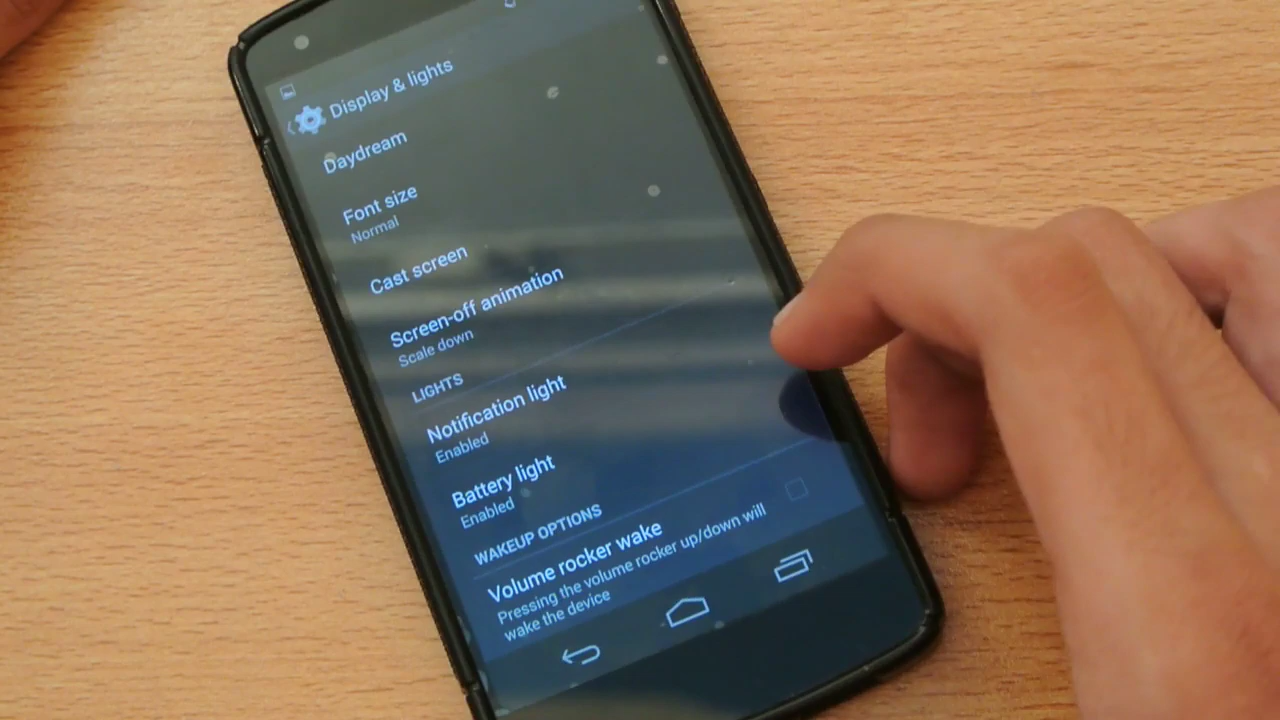 Display & lights
Daydream
Font size
Normal
Cast screen
Screen-off animation
Scale down
LIGHTS
Notification light
Enabled
Battery light
Enabled
WAKEUP OPTIONS
Volume rocker wake
Pressing the volume rocker up/down will
wake the device